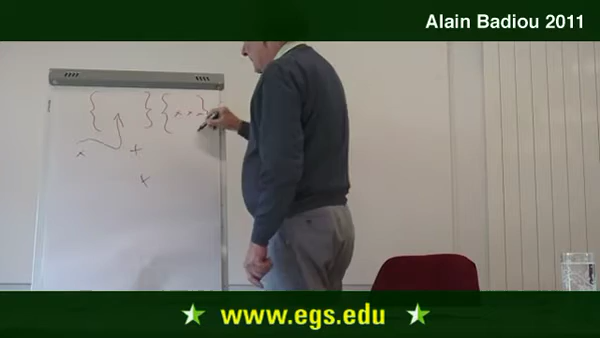 Alain Badiou 2011
{ } { x x x }
x x
x
www.egs.edu